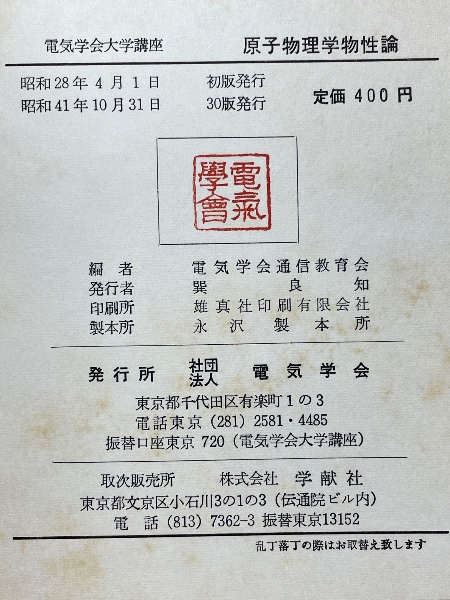 電気学会大学講座 原子物理学物性論
昭和28年 4月 1日 初版発行
昭和41年10月31日 30版発行 定価 400 円
電氣學會
編者 電気学会通信教育会
発行者 巽良知
印刷所 雄真社印刷有限会社
製本所 永沢製本所
発行所 社団法人 電気学会
東京都千代田区有楽町1の3
電話東京 (281) 2581・4485
振替口座東京 720 (電気学会大学講座)
取次販売所 株式会社 学献社
東京都文京区小石川3の1の3 (伝通院ビル内)
電話 (813) 7362-3 振替東京13152
乱丁落丁の際はお取替え致します